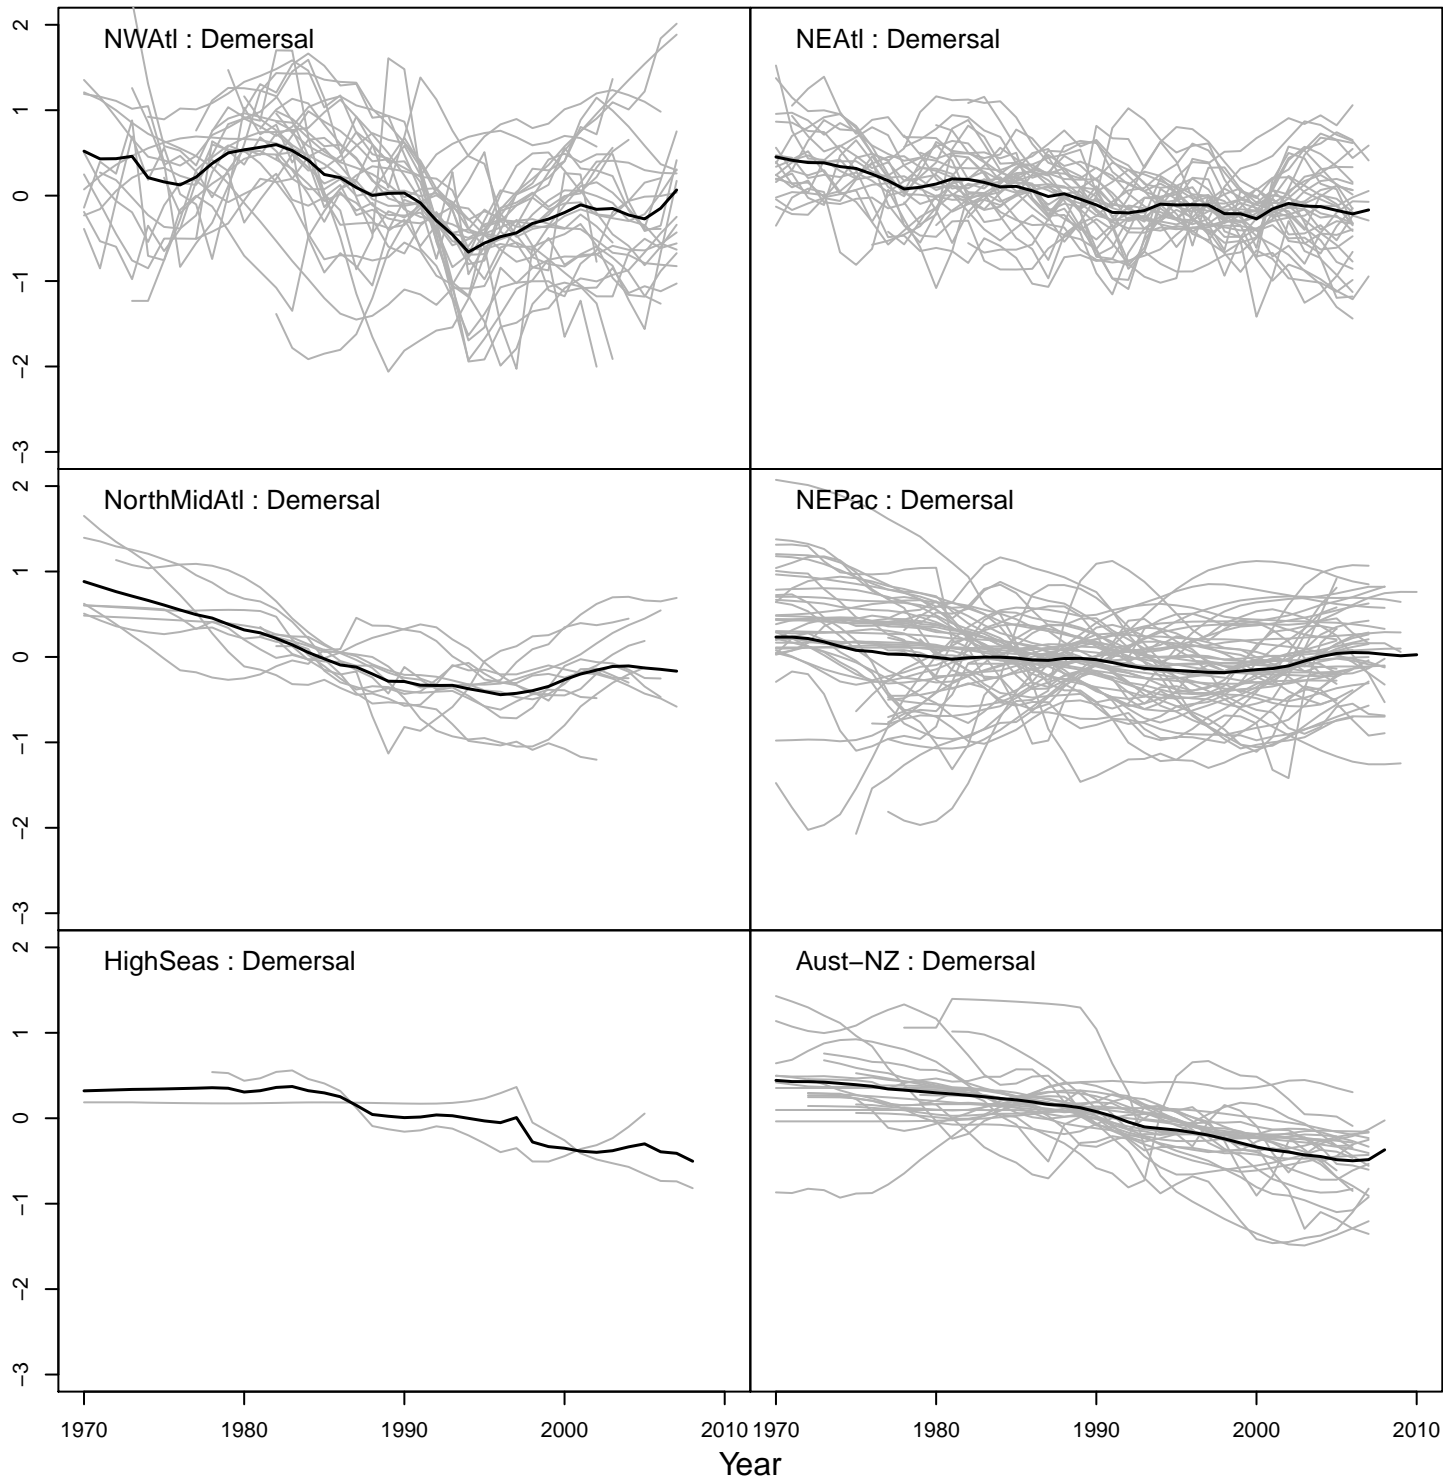 NWAtl : Demersal
NEAtl : Demersal
2
1
0
−1
−2
−3
NorthMidAtl : Demersal
NEPac : Demersal
2
1
0
−1
−2
−3
HighSeas : Demersal
Aust−NZ : Demersal
2
1
0
−1
−2
−3
1970 1980 1990 2000 2010 1970 1980 1990 2000 2010
Year